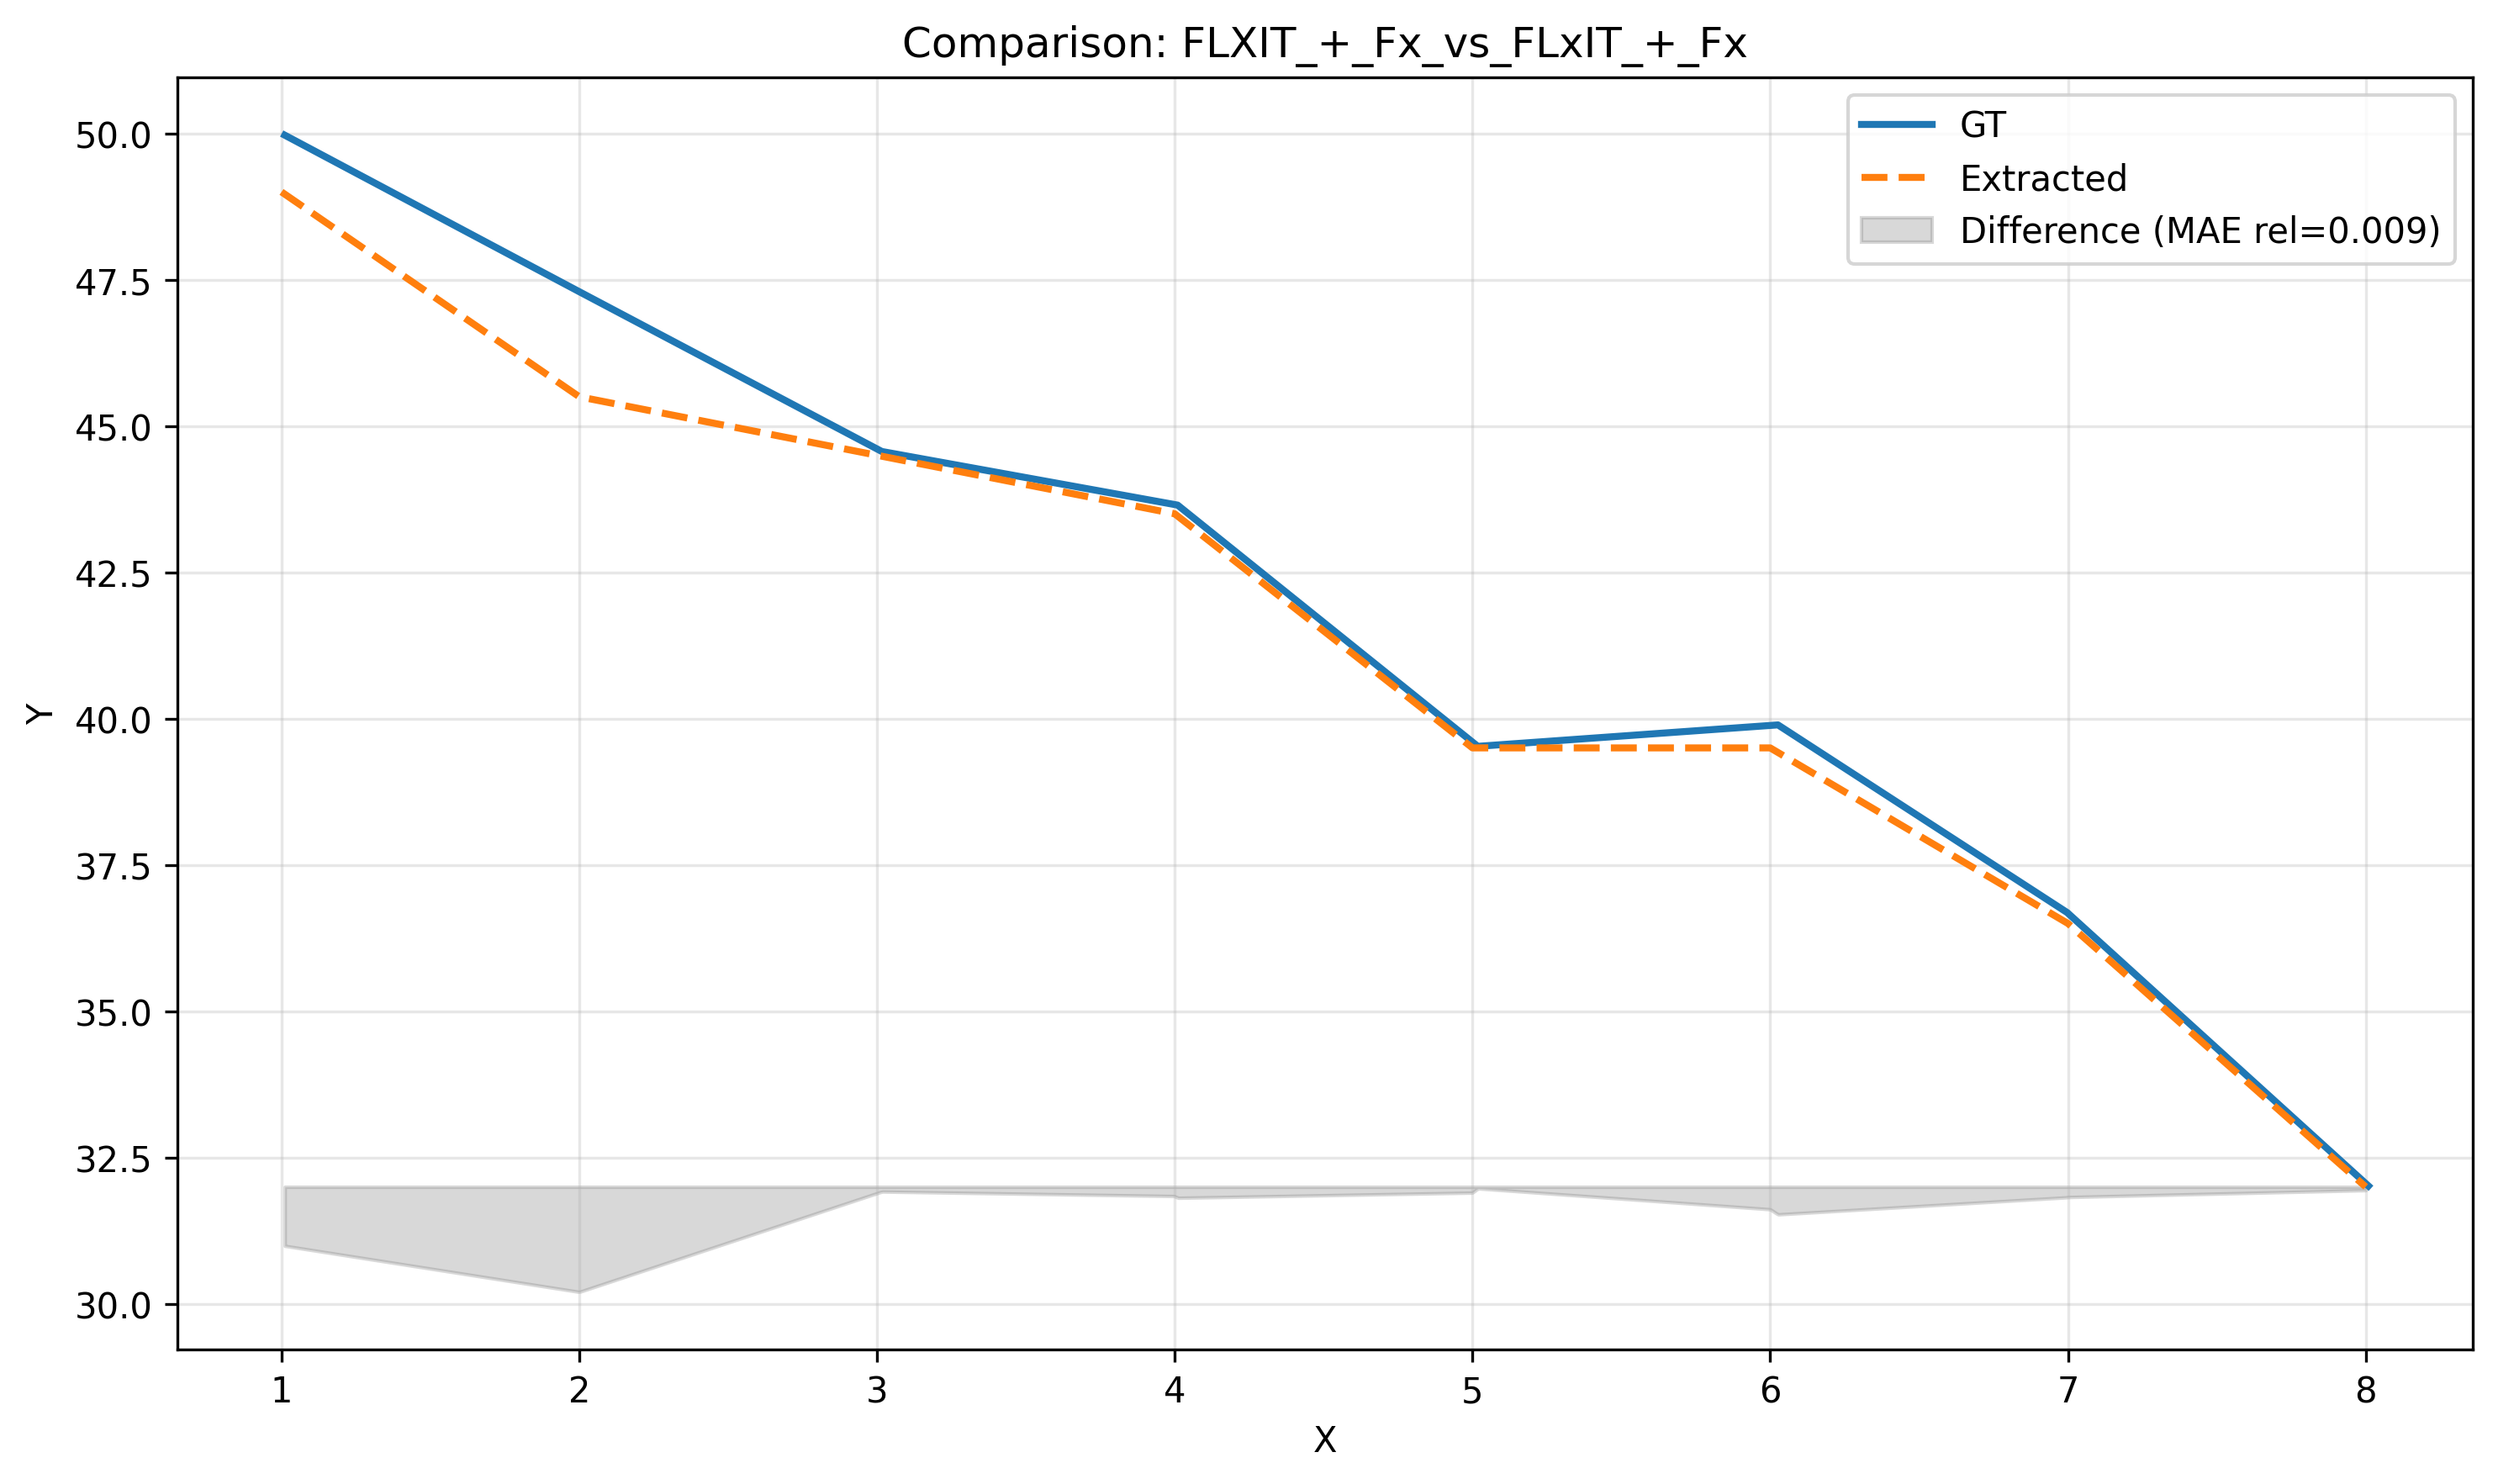 Comparison: FLXIT_+_Fx_vs_FLxIT_+_Fx
GT
Extracted
Difference (MAE rel=0.009)
50.0
47.5
45.0
42.5
40.0
37.5
35.0
32.5
30.0
Y
1 2 3 4 5 6 7 8
X